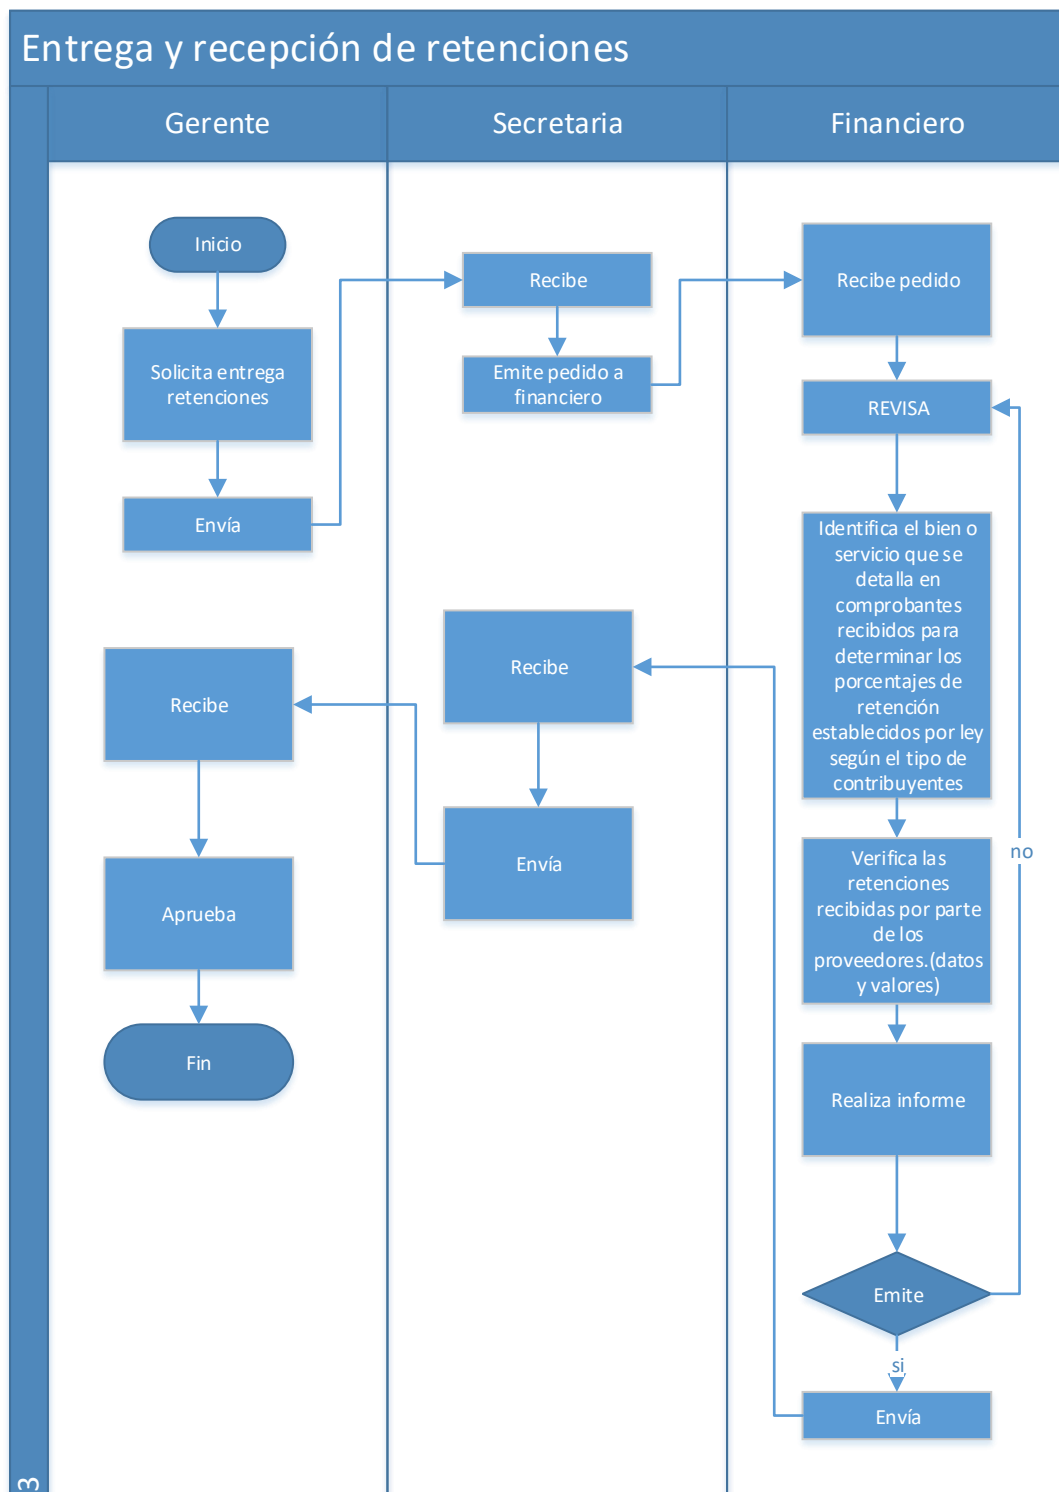 Entrega y recepción de retenciones
Gerente
Secretaria
Financiero
Inicio
Solicita entrega
retenciones
Envía
Recibe
Emite pedido a
financiero
Recibe pedido
REVISA
Identifica el bien o
servicio que se
detalla en
comprobantes
recibidos para
determinar los
porcentajes de
retención
establecidos por ley
según el tipo de
contribuyentes
Verifica las
retenciones
recibidas por parte
de los
proveedores.(datos
y valores)
Realiza informe
Emite
no
si
Envía
Recibe
Envía
Recibe
Aprueba
Fin
3